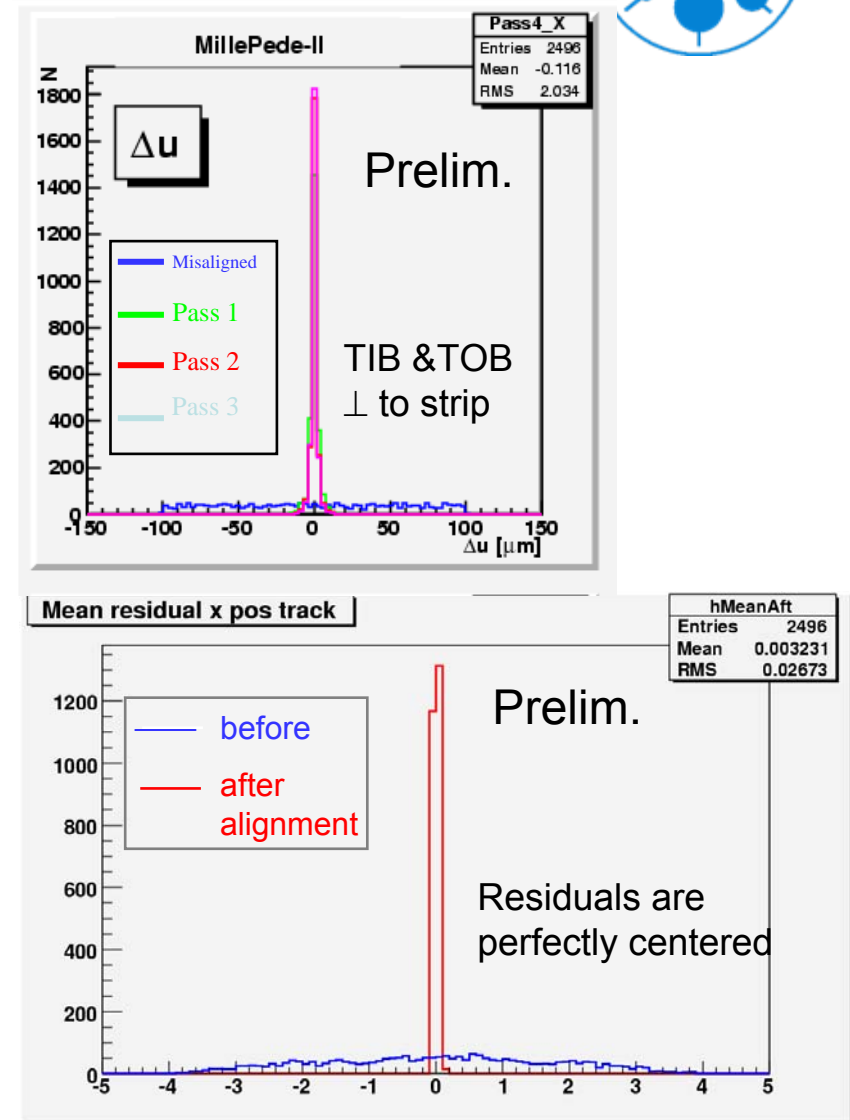 MillePede-II
Pass4_X
Entries 2496
Mean -0.116
RMS 2.034
N
1800
1600
1400
1200
1000
800
600
400
200
0
Δu
Prelim.
Misaligned
Pass 1
Pass 2
Pass 3
TIB &TOB
⊥ to strip
-150 -100 -50 0 50 100 150
Δu [μm]
Mean residual x pos track
hMeanAft
Entries 2496
Mean 0.003231
RMS 0.02673
1200
1000
800
600
400
200
0
before
after
alignment
Prelim.
Residuals are
perfectly centered
-5 -4 -3 -2 -1 0 1 2 3 4 5